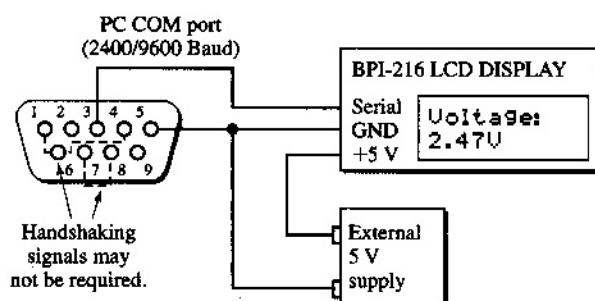 PC COM port
(2400/9600 Baud)
1 2 3 4 5
6 7 8 9
Handshaking
signals may
not be required.
BPI-216 LCD DISPLAY
Serial
GND
+5 V
Voltage:
2.47V
External
5 V
supply